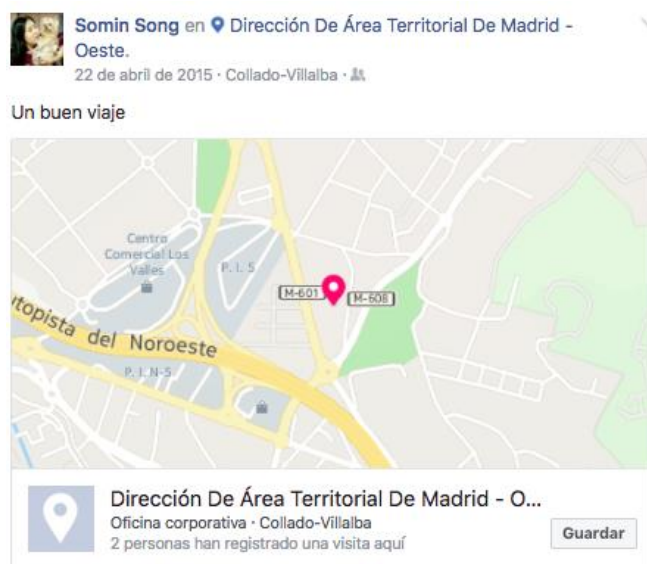 Somin Song en Dirección De Área Territorial De Madrid -
Oeste.
22 de abril de 2015 · Collado-Villalba ·
Un buen viaje
Centro
Comercial Los
Valles
P. I. 5
M-601
M-608
utopista del Noroeste
P. I. N-5
Dirección De Área Territorial De Madrid - O...
Oficina corporativa · Collado-Villalba
2 personas han registrado una visita aquí
Guardar